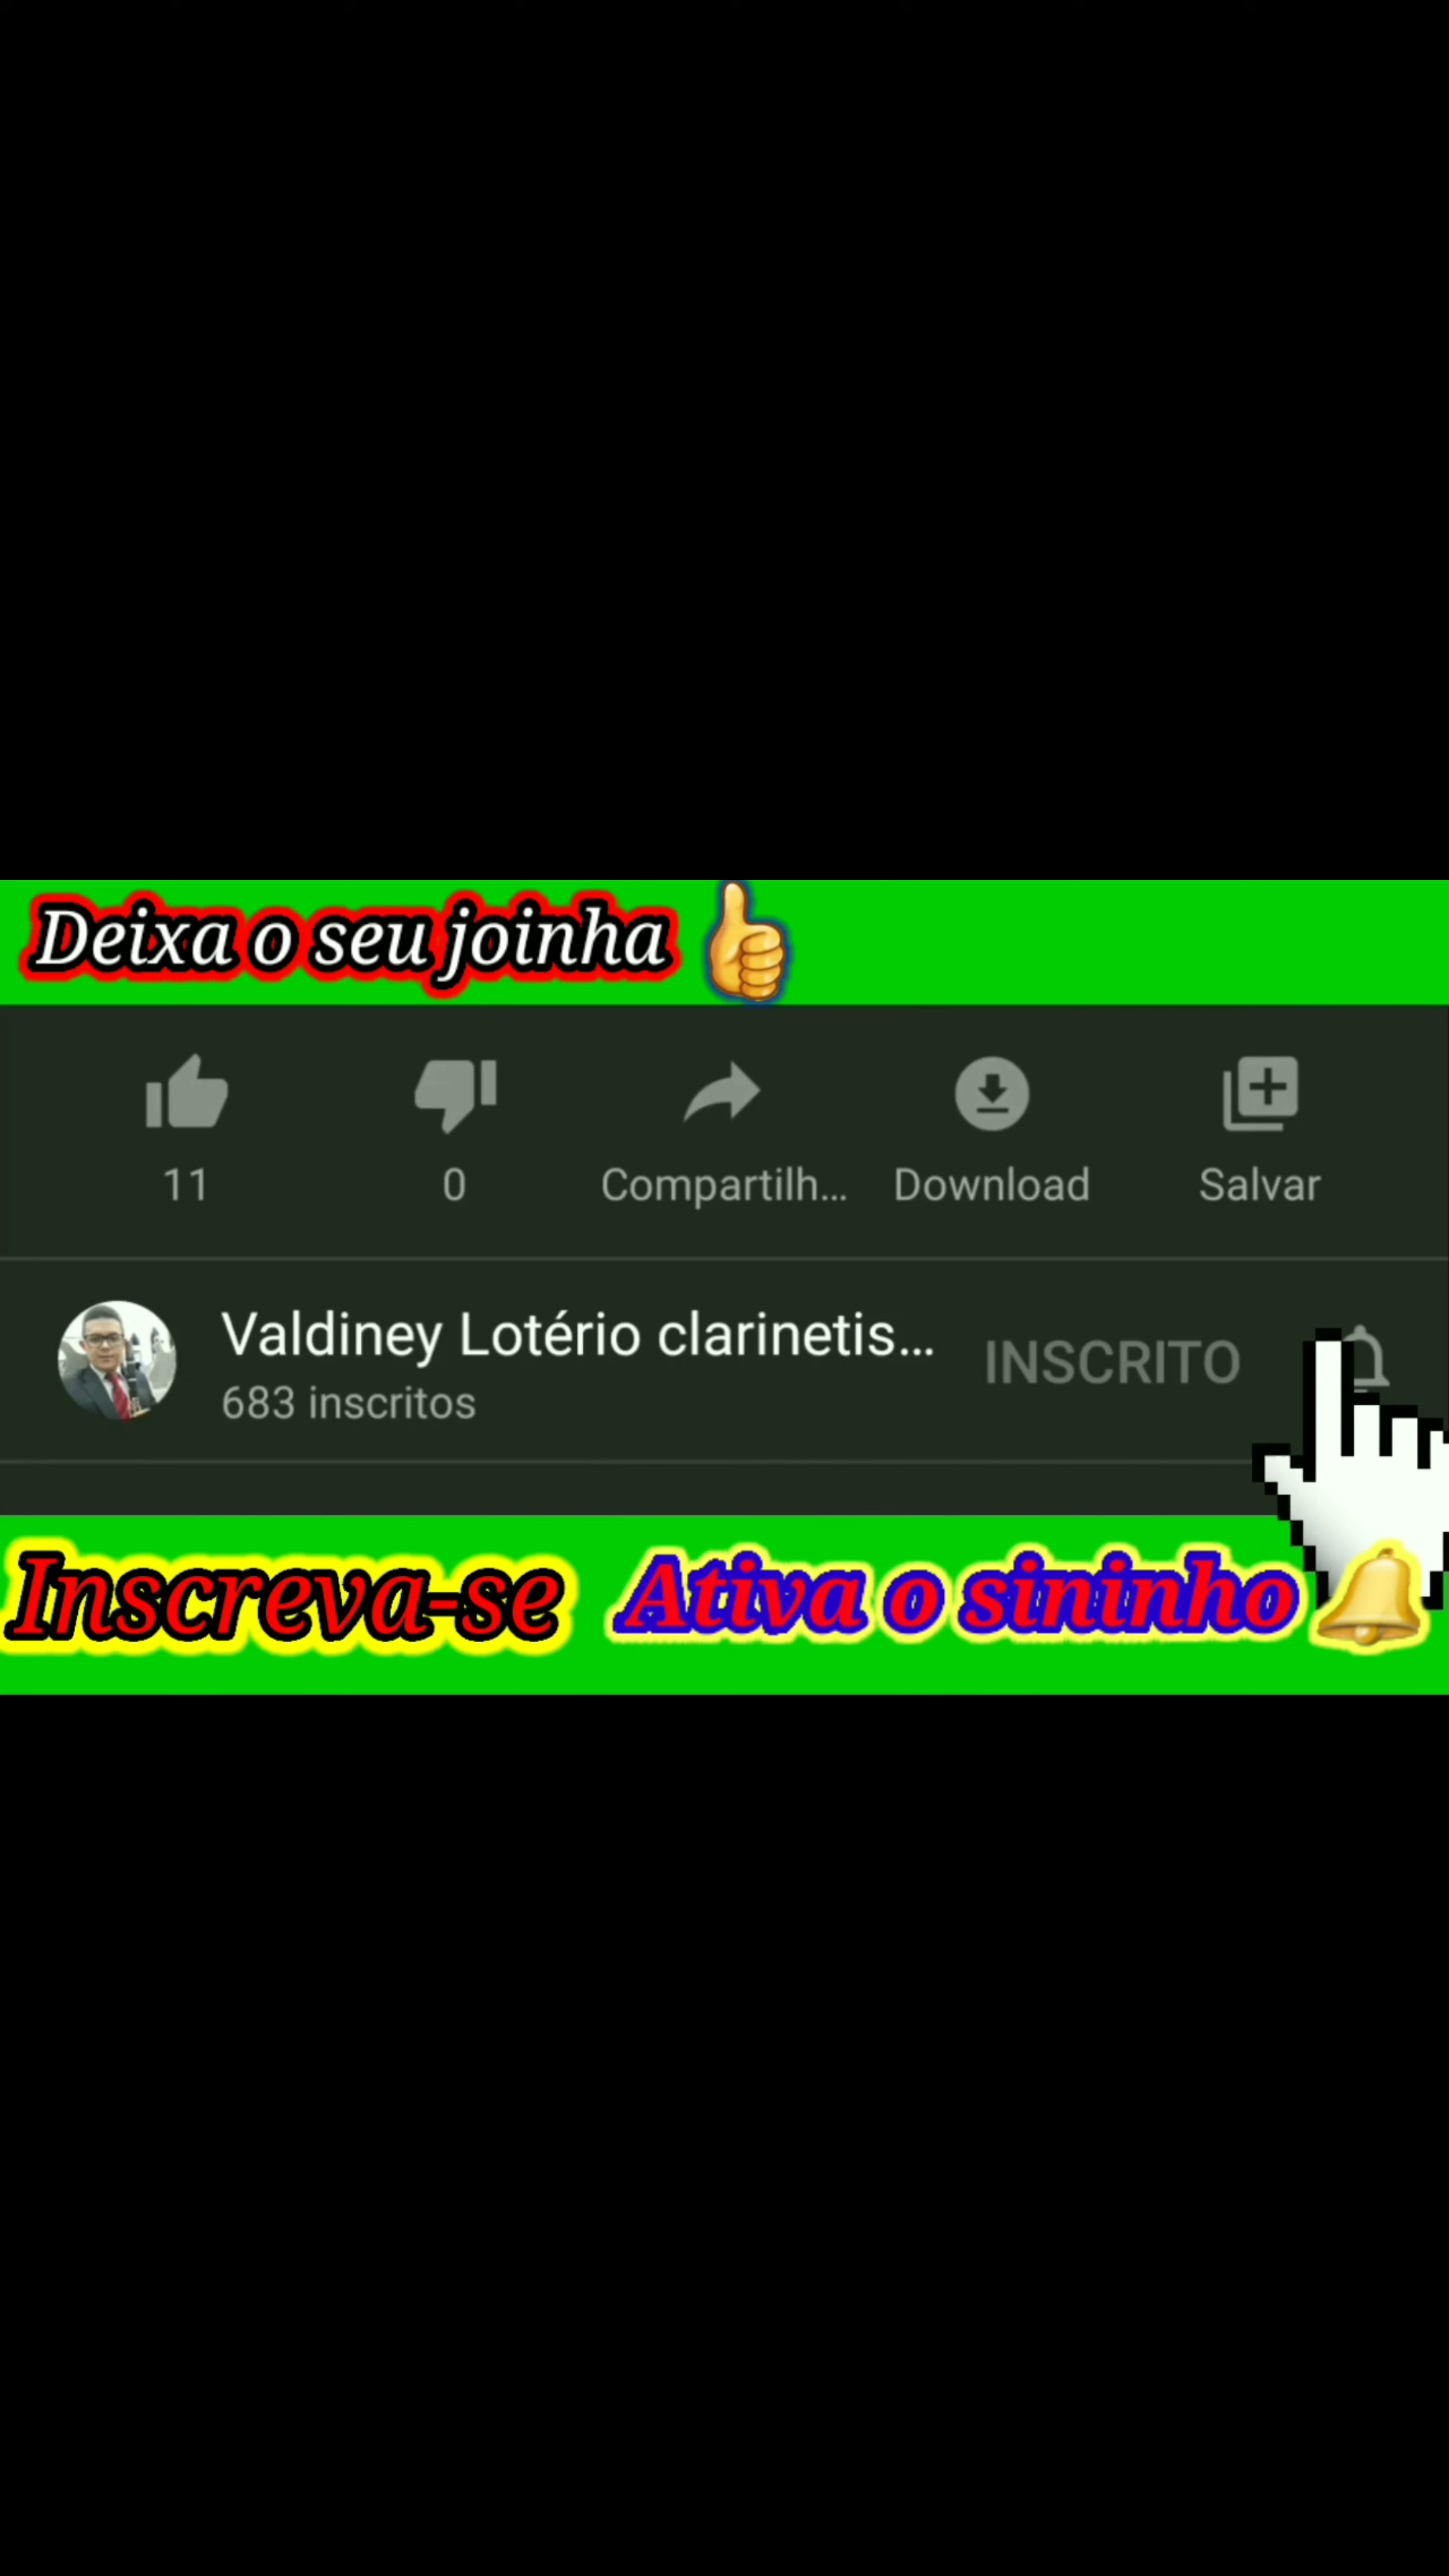 Deixa o seu joinha
11
0
Compartilh...
Download
Salvar
Valdiney Lotério clarinetis...
683 inscritos
INSCRITO
Inscreva-se
Ativa o sininho